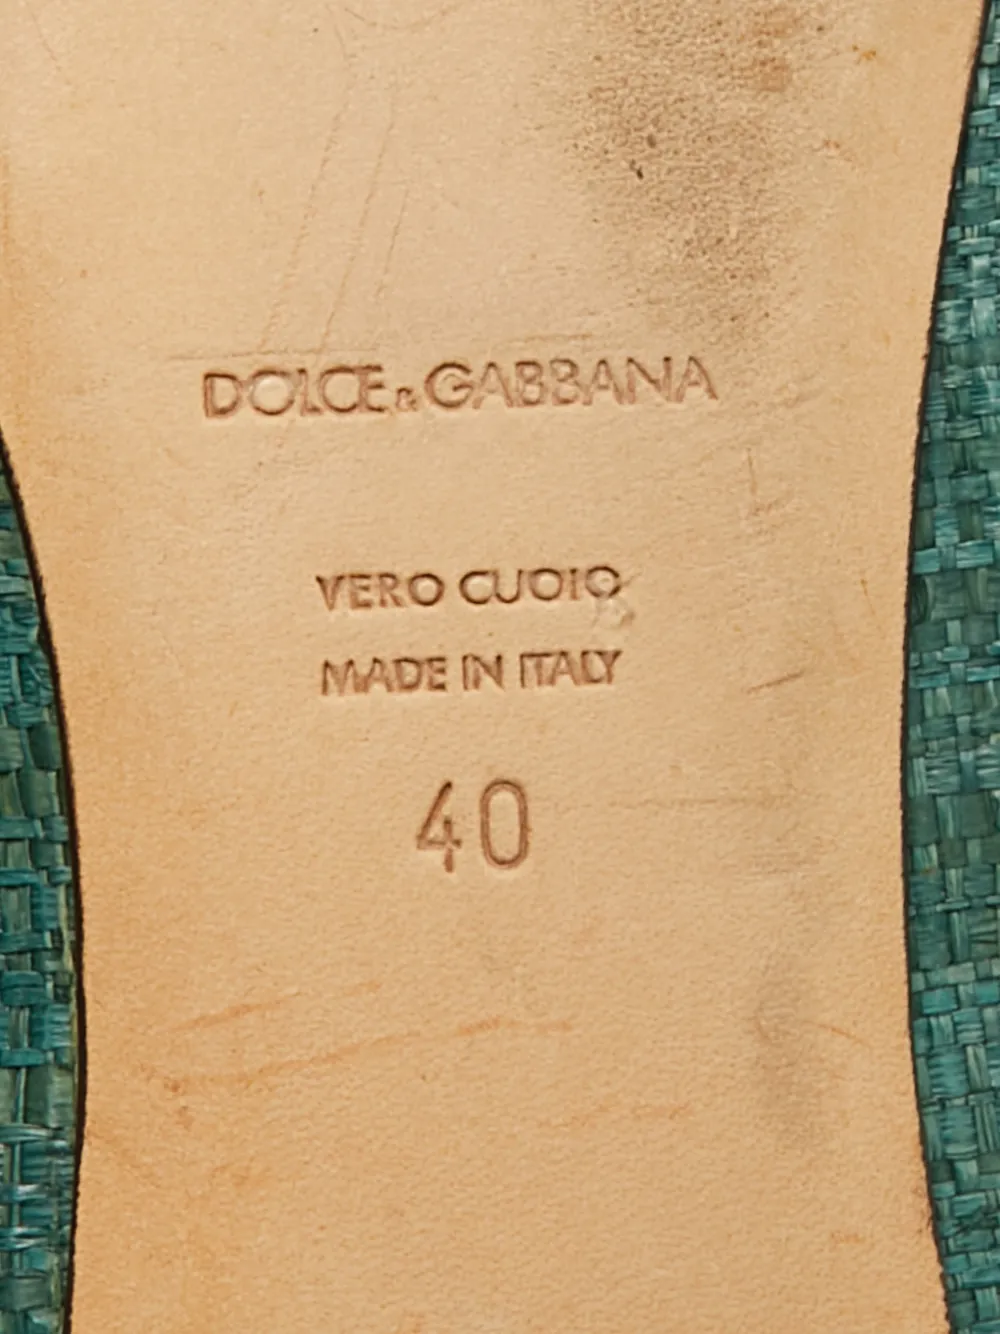 DOLCE & GABBANA
VERO CUOIO
MADE IN ITALY
40